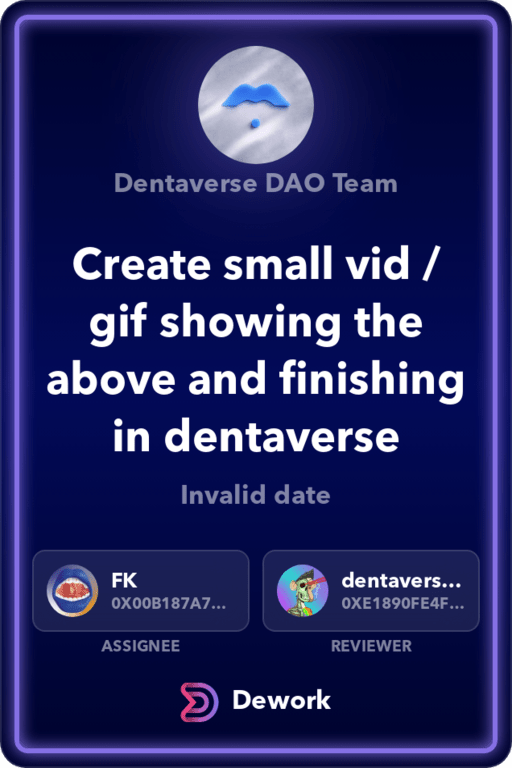 Dentaverse DAO Team
Create small vid /
gif showing the
above and finishing
in dentaverse
Invalid date
FK
0X00B187A7...
ASSIGNEE
dentavers...
0XE1890FE4F...
REVIEWER
Dework